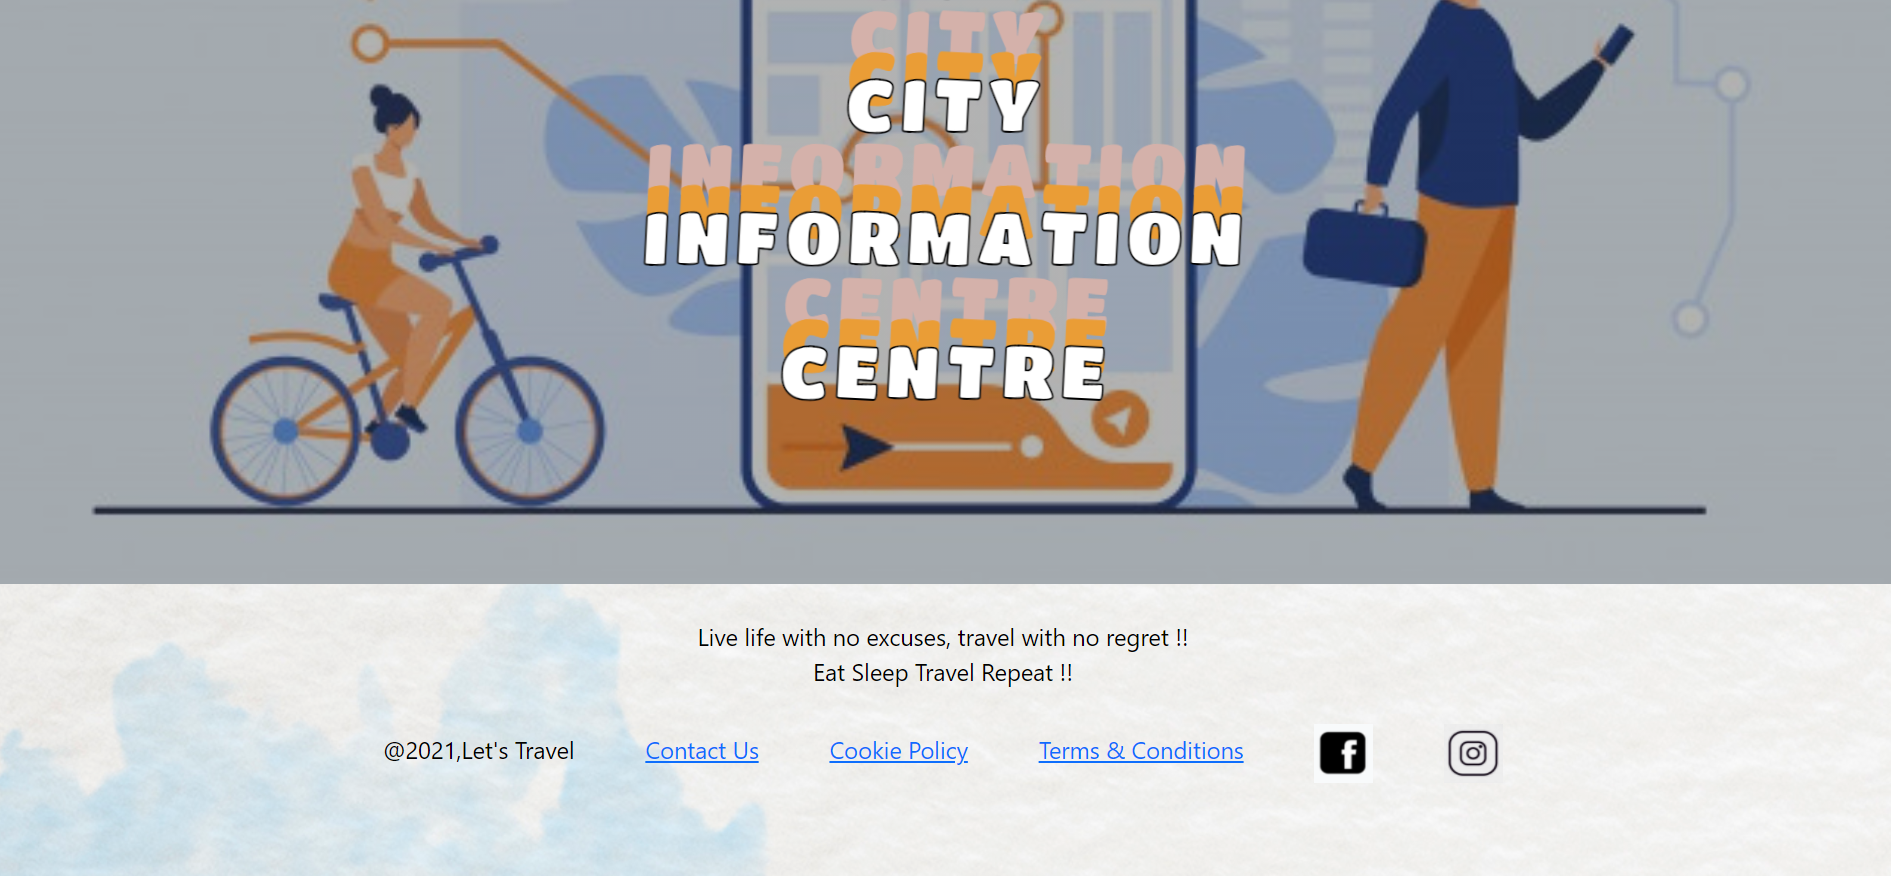 CITY
INFORMATION
CENTRE
Live life with no excuses, travel with no regret !!
Eat Sleep Travel Repeat !!
@2021,Let's Travel Contact Us Cookie Policy Terms & Conditions